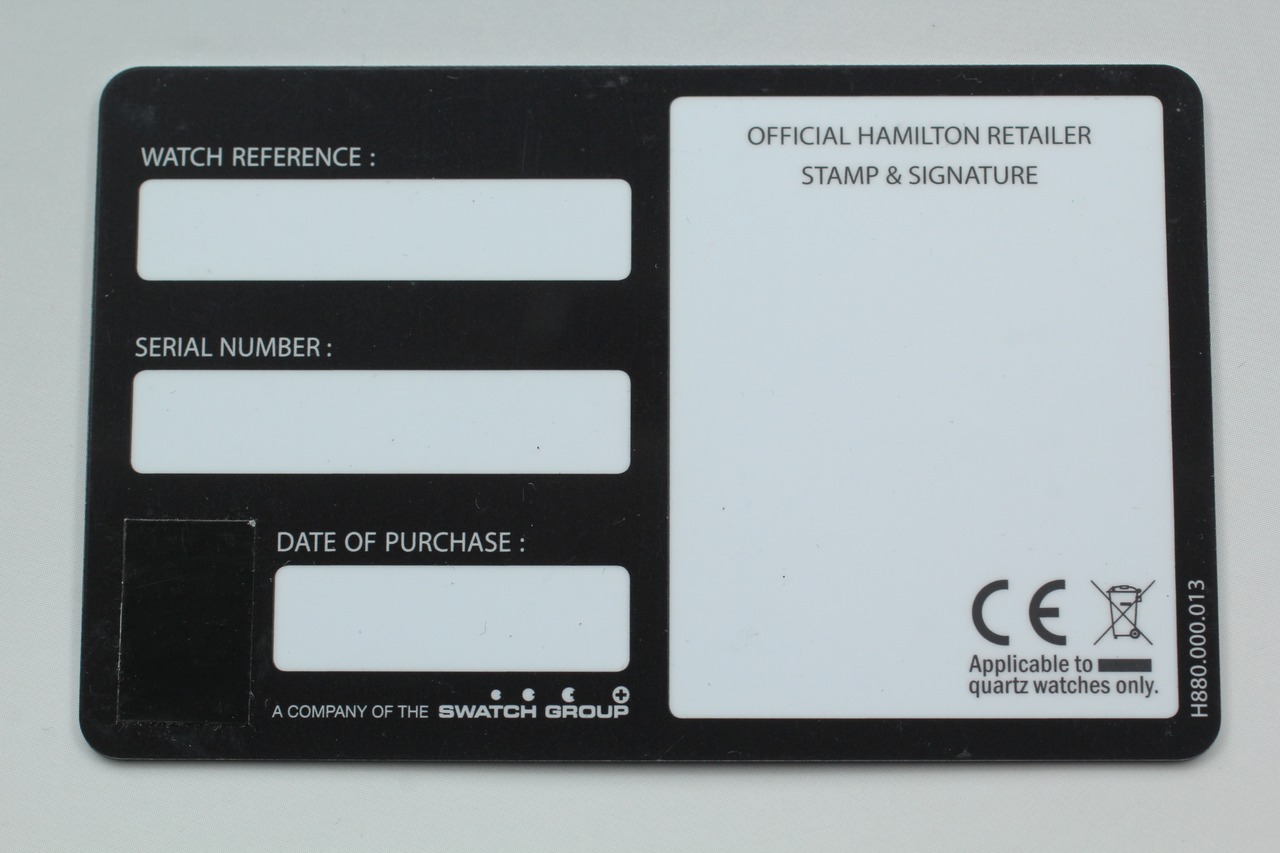 WATCH REFERENCE :
SERIAL NUMBER :
DATE OF PURCHASE :
A COMPANY OF THE SWATCH GROUP
OFFICIAL HAMILTON RETAILER
STAMP & SIGNATURE
CE
Applicable to
quartz watches only.
H880.000.013